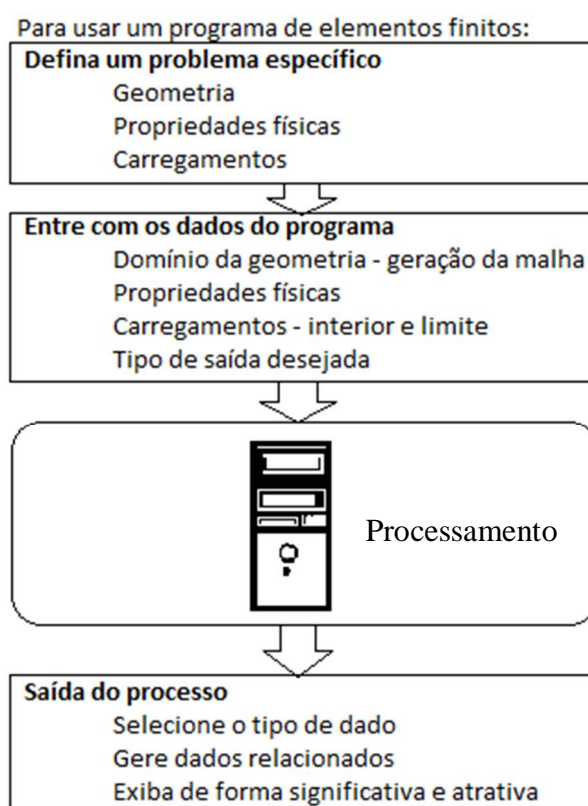 Para usar um programa de elementos finitos:
Defina um problema específico
Geometria
Propriedades físicas
Carregamentos
Entre com os dados do programa
Domínio da geometria - geração da malha
Propriedades físicas
Carregamentos - interior e limite
Tipo de saída desejada
Processamento
Saída do processo
Selecione o tipo de dado
Gere dados relacionados
Exiba de forma significativa e atrativa